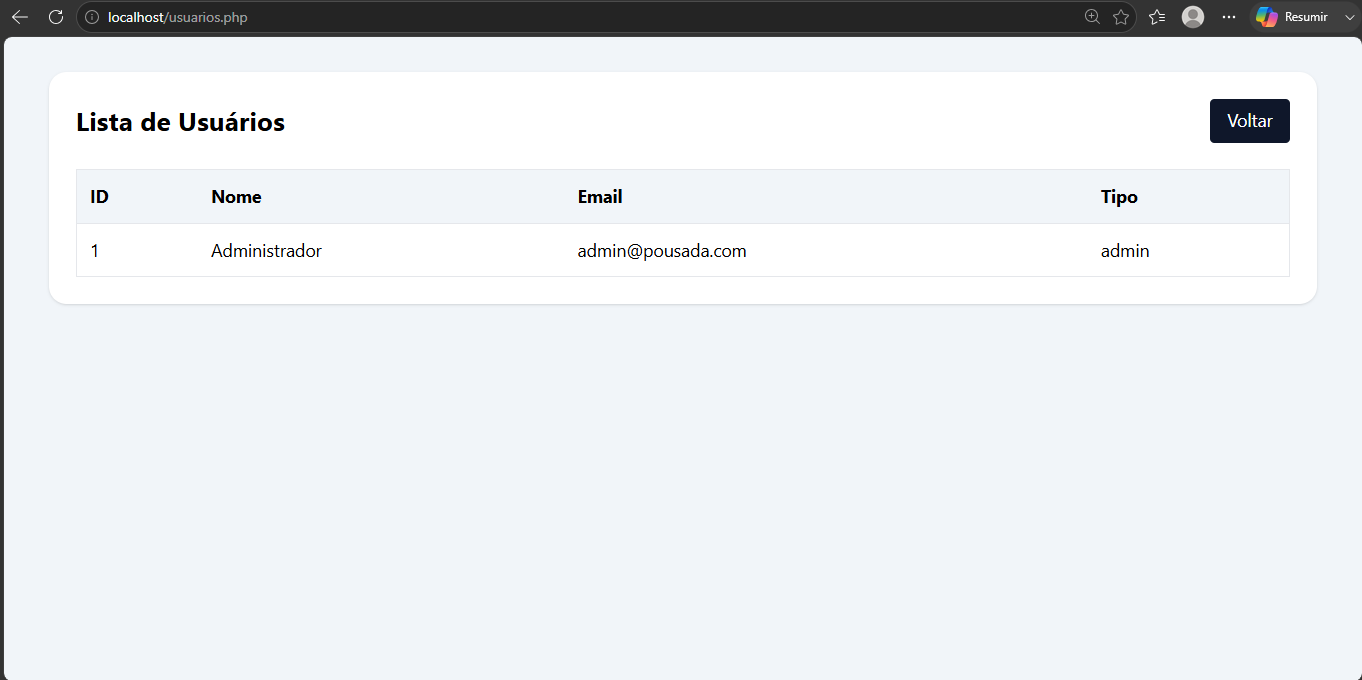 localhost/usuarios.php
Resumir
Lista de Usuários
Voltar
ID Nome Email Tipo
1 Administrador admin@pousada.com admin